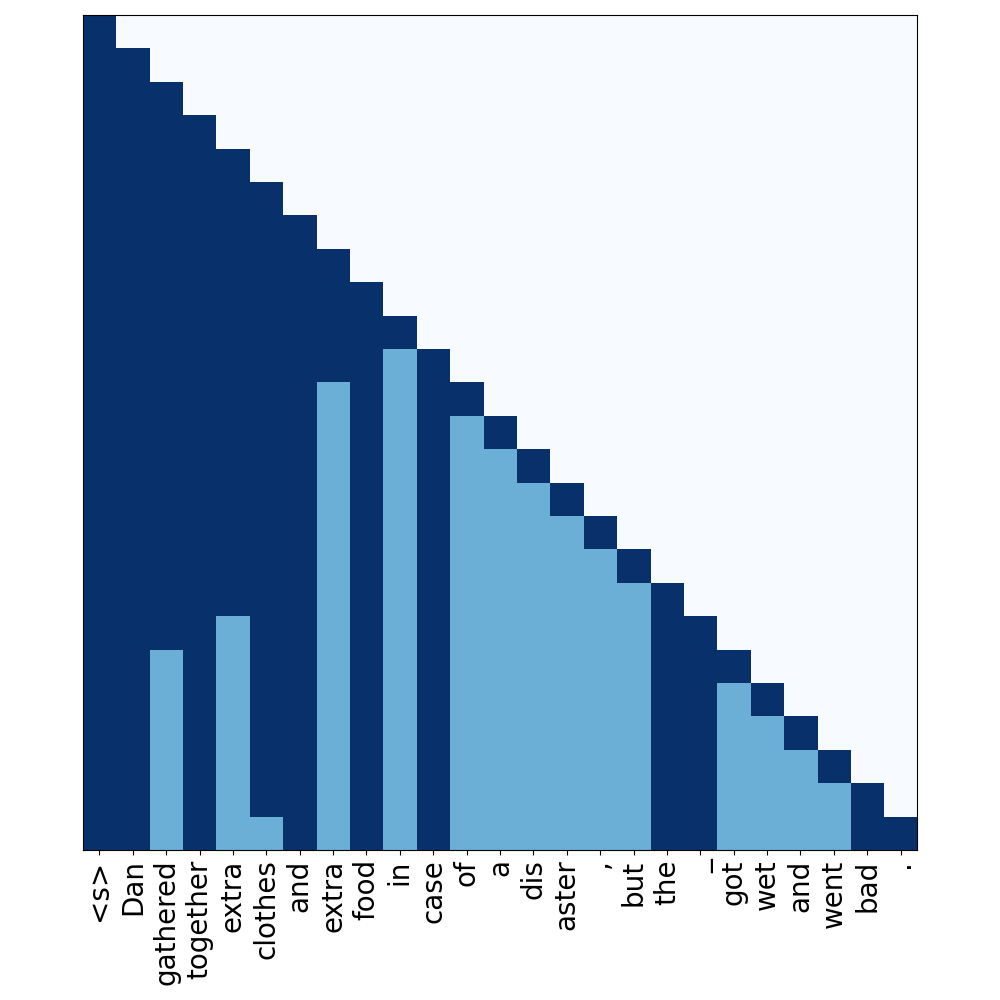 <s> Dan gathered together extra clothes and extra food in case of a dis aster , but the _ got wet and went bad .